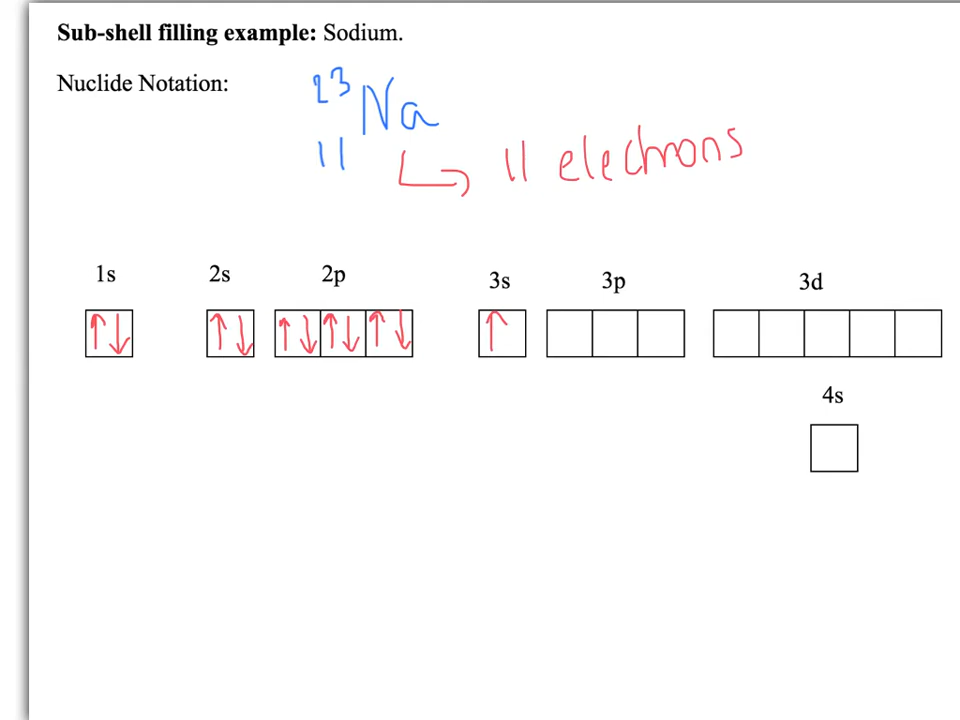 Sub-shell filling example: Sodium.
Nuclide Notation:
23
Na
11
11 electrons
1s 2s 2p 3s 3p 3d
4s